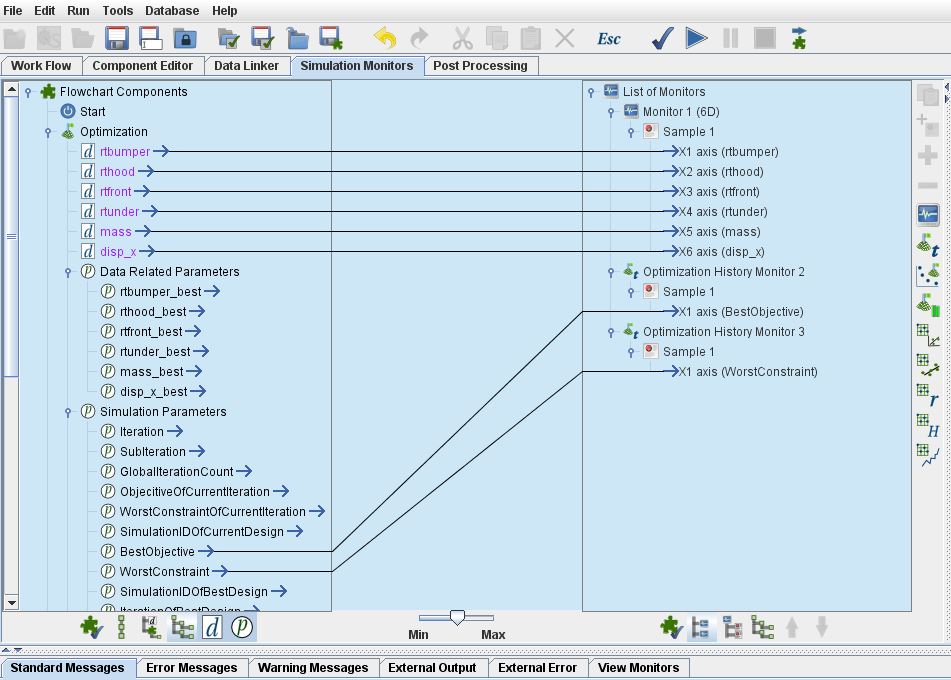 File Edit Run Tools Database Help
Esc
Work Flow Component Editor Data Linker Simulation Monitors Post Processing
Flowchart Components
Start
Optimization
d rtbumper
d rthood
d rtfront
d rtunder
d mass
d disp_x
p Data Related Parameters
p rtbumper_best
p rthood_best
p rtfront_best
p rtunder_best
p mass_best
p disp_x_best
p Simulation Parameters
p Iteration
p SubIteration
p GlobalIterationCount
p ObjecitiveOfCurrentIteration
p WorstConstraintOfCurrentIteration
p SimulationIDOfCurrentDesign
p BestObjective
p WorstConstraint
p SimulationIDOfBestDesign
p IterationOfBestDesign
List of Monitors
Monitor 1 (6D)
Sample 1
X1 axis (rtbumper)
X2 axis (rthood)
X3 axis (rtfront)
X4 axis (rtunder)
X5 axis (mass)
X6 axis (disp_x)
t Optimization History Monitor 2
Sample 1
X1 axis (BestObjective)
t Optimization History Monitor 3
Sample 1
X1 axis (WorstConstraint)
t
r
H
d
d p
Min Max
Standard Messages Error Messages Warning Messages External Output External Error View Monitors